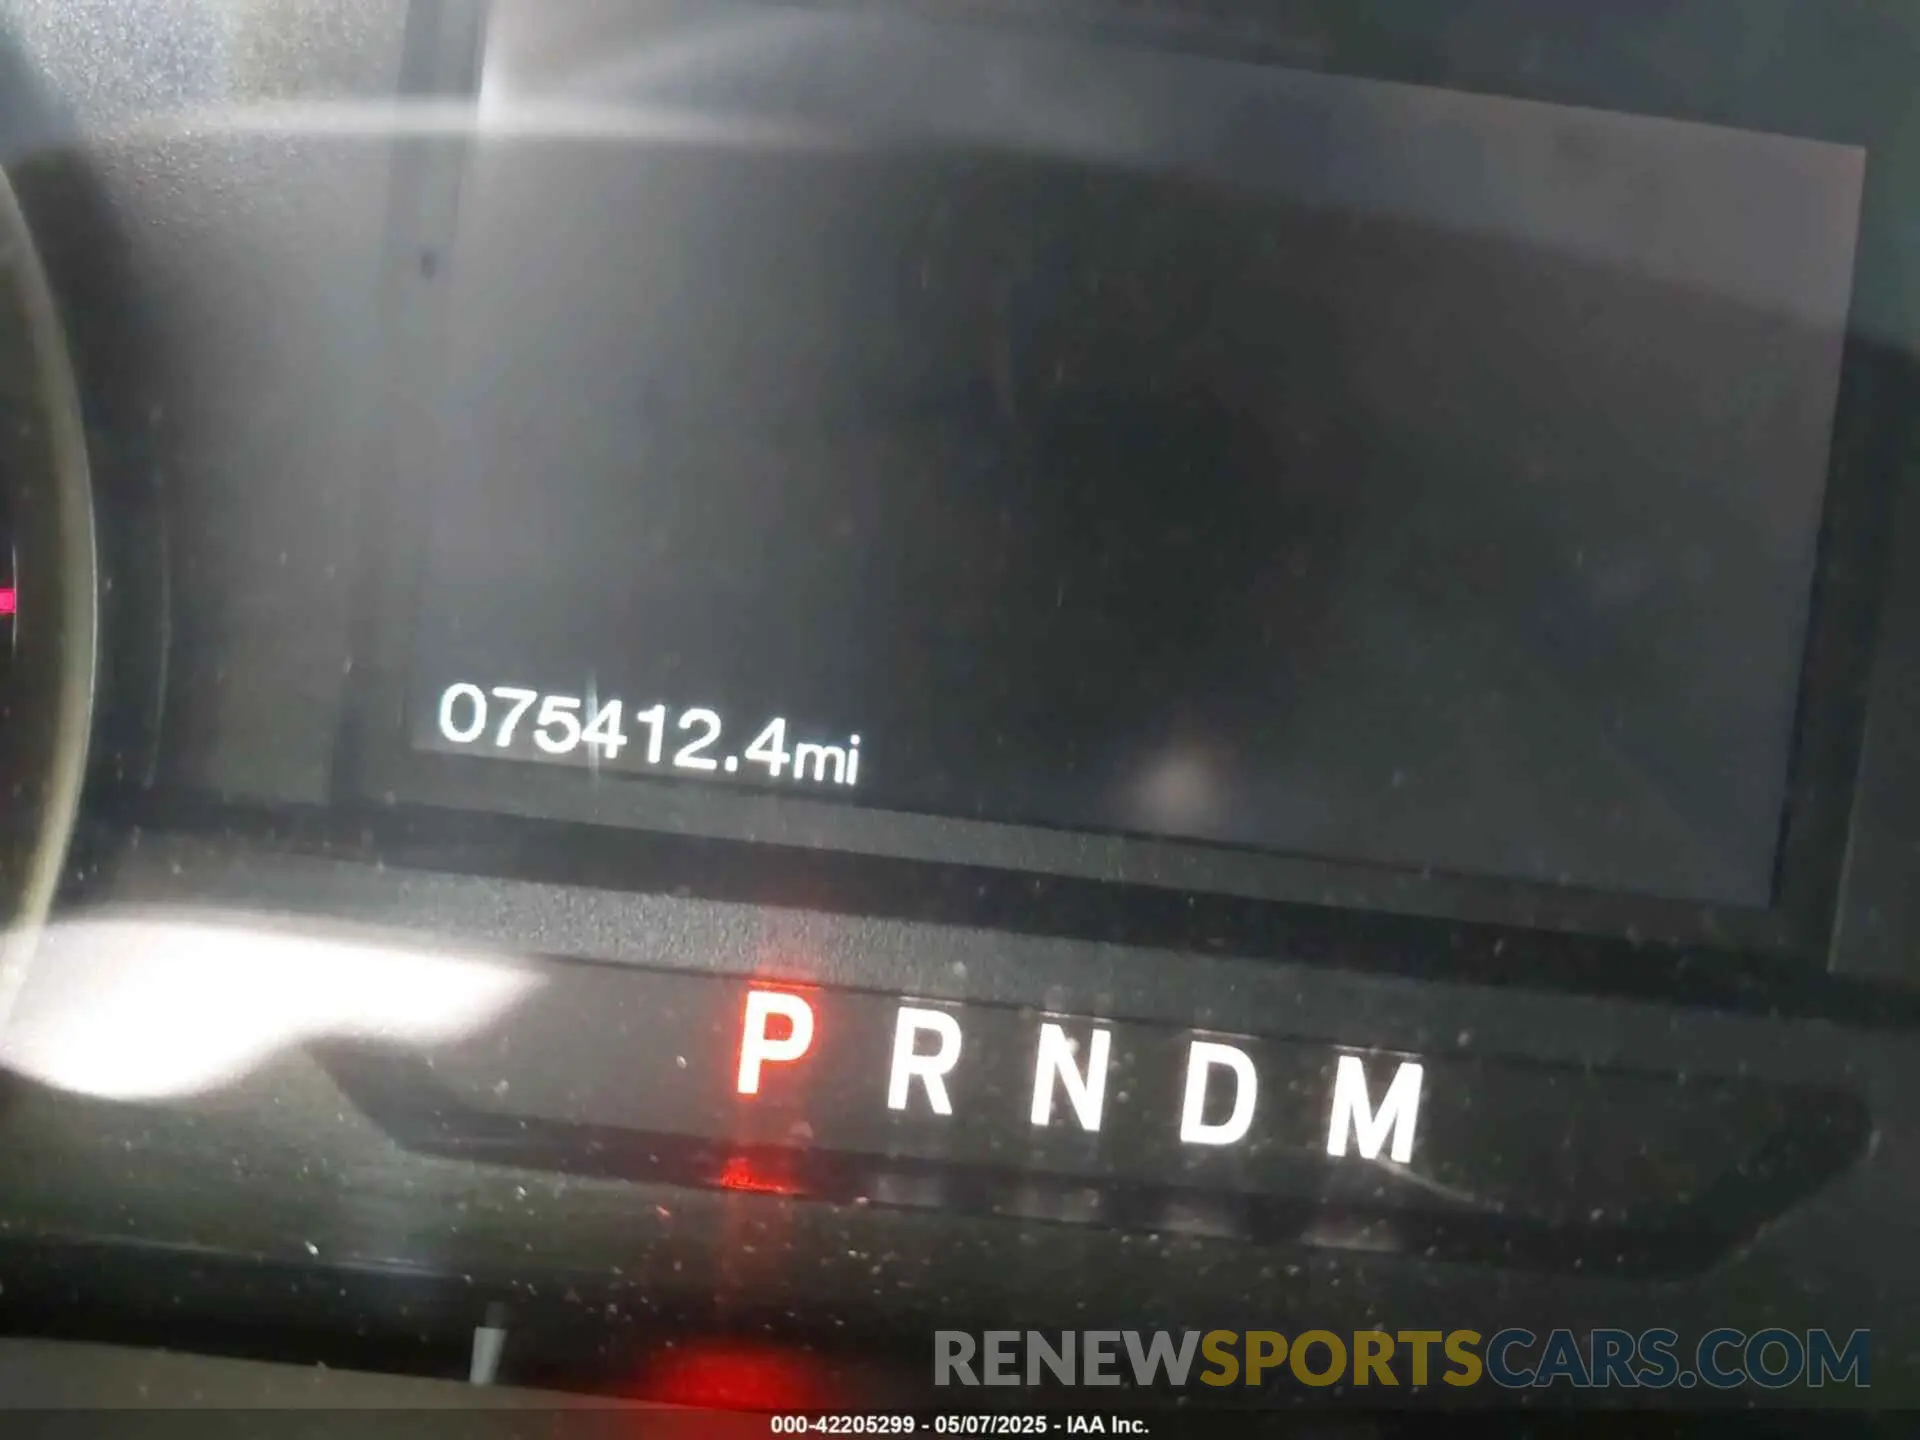 075412.4mi
P R N D M
RENEWSPORTSCARS.COM
000-42205299 - 05/07/2025 - IAA Inc.